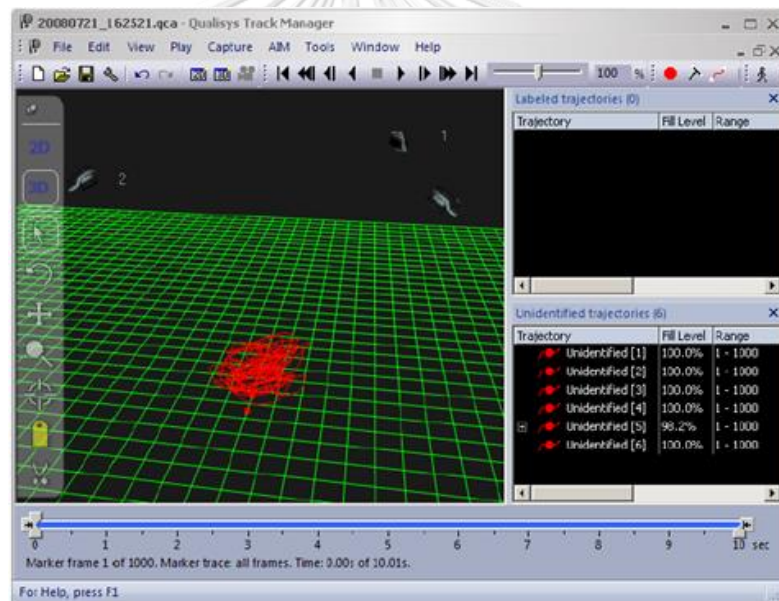 20080721_162521.qca - Qualisys Track Manager
File Edit View Play Capture AIM Tools Window Help
100 %
2D
3D
1
2
Labeled trajectories (0)
Trajectory Fill Level Range
Unidentified trajectories (6)
Trajectory Fill Level Range
Unidentified [1] 100.0% 1 - 1000
Unidentified [2] 100.0% 1 - 1000
Unidentified [3] 100.0% 1 - 1000
Unidentified [4] 100.0% 1 - 1000
Unidentified [5] 98.2% 1 - 1000
Unidentified [6] 100.0% 1 - 1000
0 1 2 3 4 5 6 7 8 9 10 sec
Marker frame 1 of 1000. Marker trace: all frames. Time: 0.00s of 10.01s.
For Help, press F1